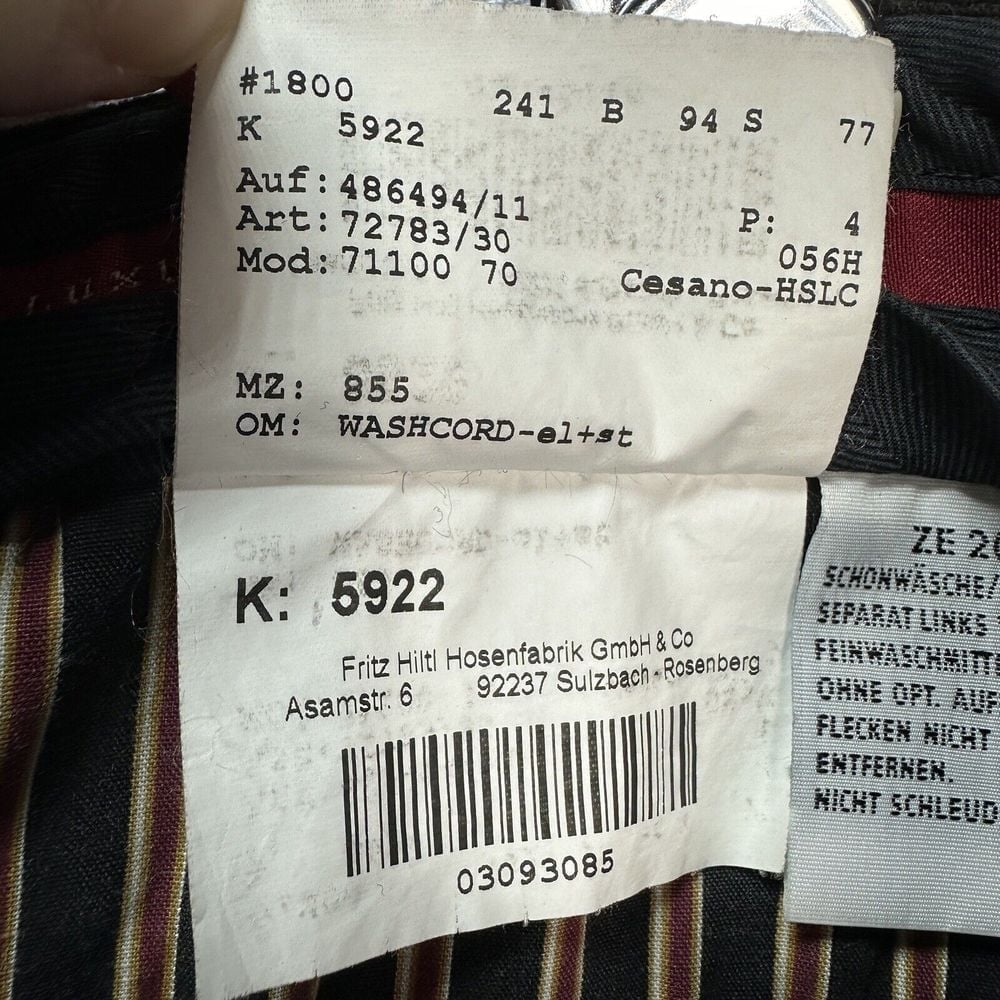 #1800 241 B 94 S 77
K 5922
Auf: 486494/11 P: 4
Art: 72783/30 056H
Mod: 71100 70 Cesano-HSLC
MZ: 855
OM: WASHCORD-el+st
K: 5922
Fritz Hiltl Hosenfabrik GmbH & Co
Asamstr. 6 92237 Sulzbach-Rosenberg
03093085
ZE 2
SCHONWÄSCHE/
SEPARAT LINKS
FEINWASCHMITT
OHNE OPT. AUF
FLECKEN NICHT
ENTFERNEN.
NICHT SCHLEUD